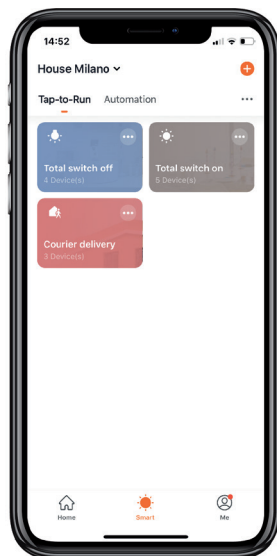 14:52
House Milano
Tap-to-Run Automation
Total switch off
4 Device(s)
Total switch on
5 Device(s)
Courier delivery
3 Device(s)
Home
Smart
Me